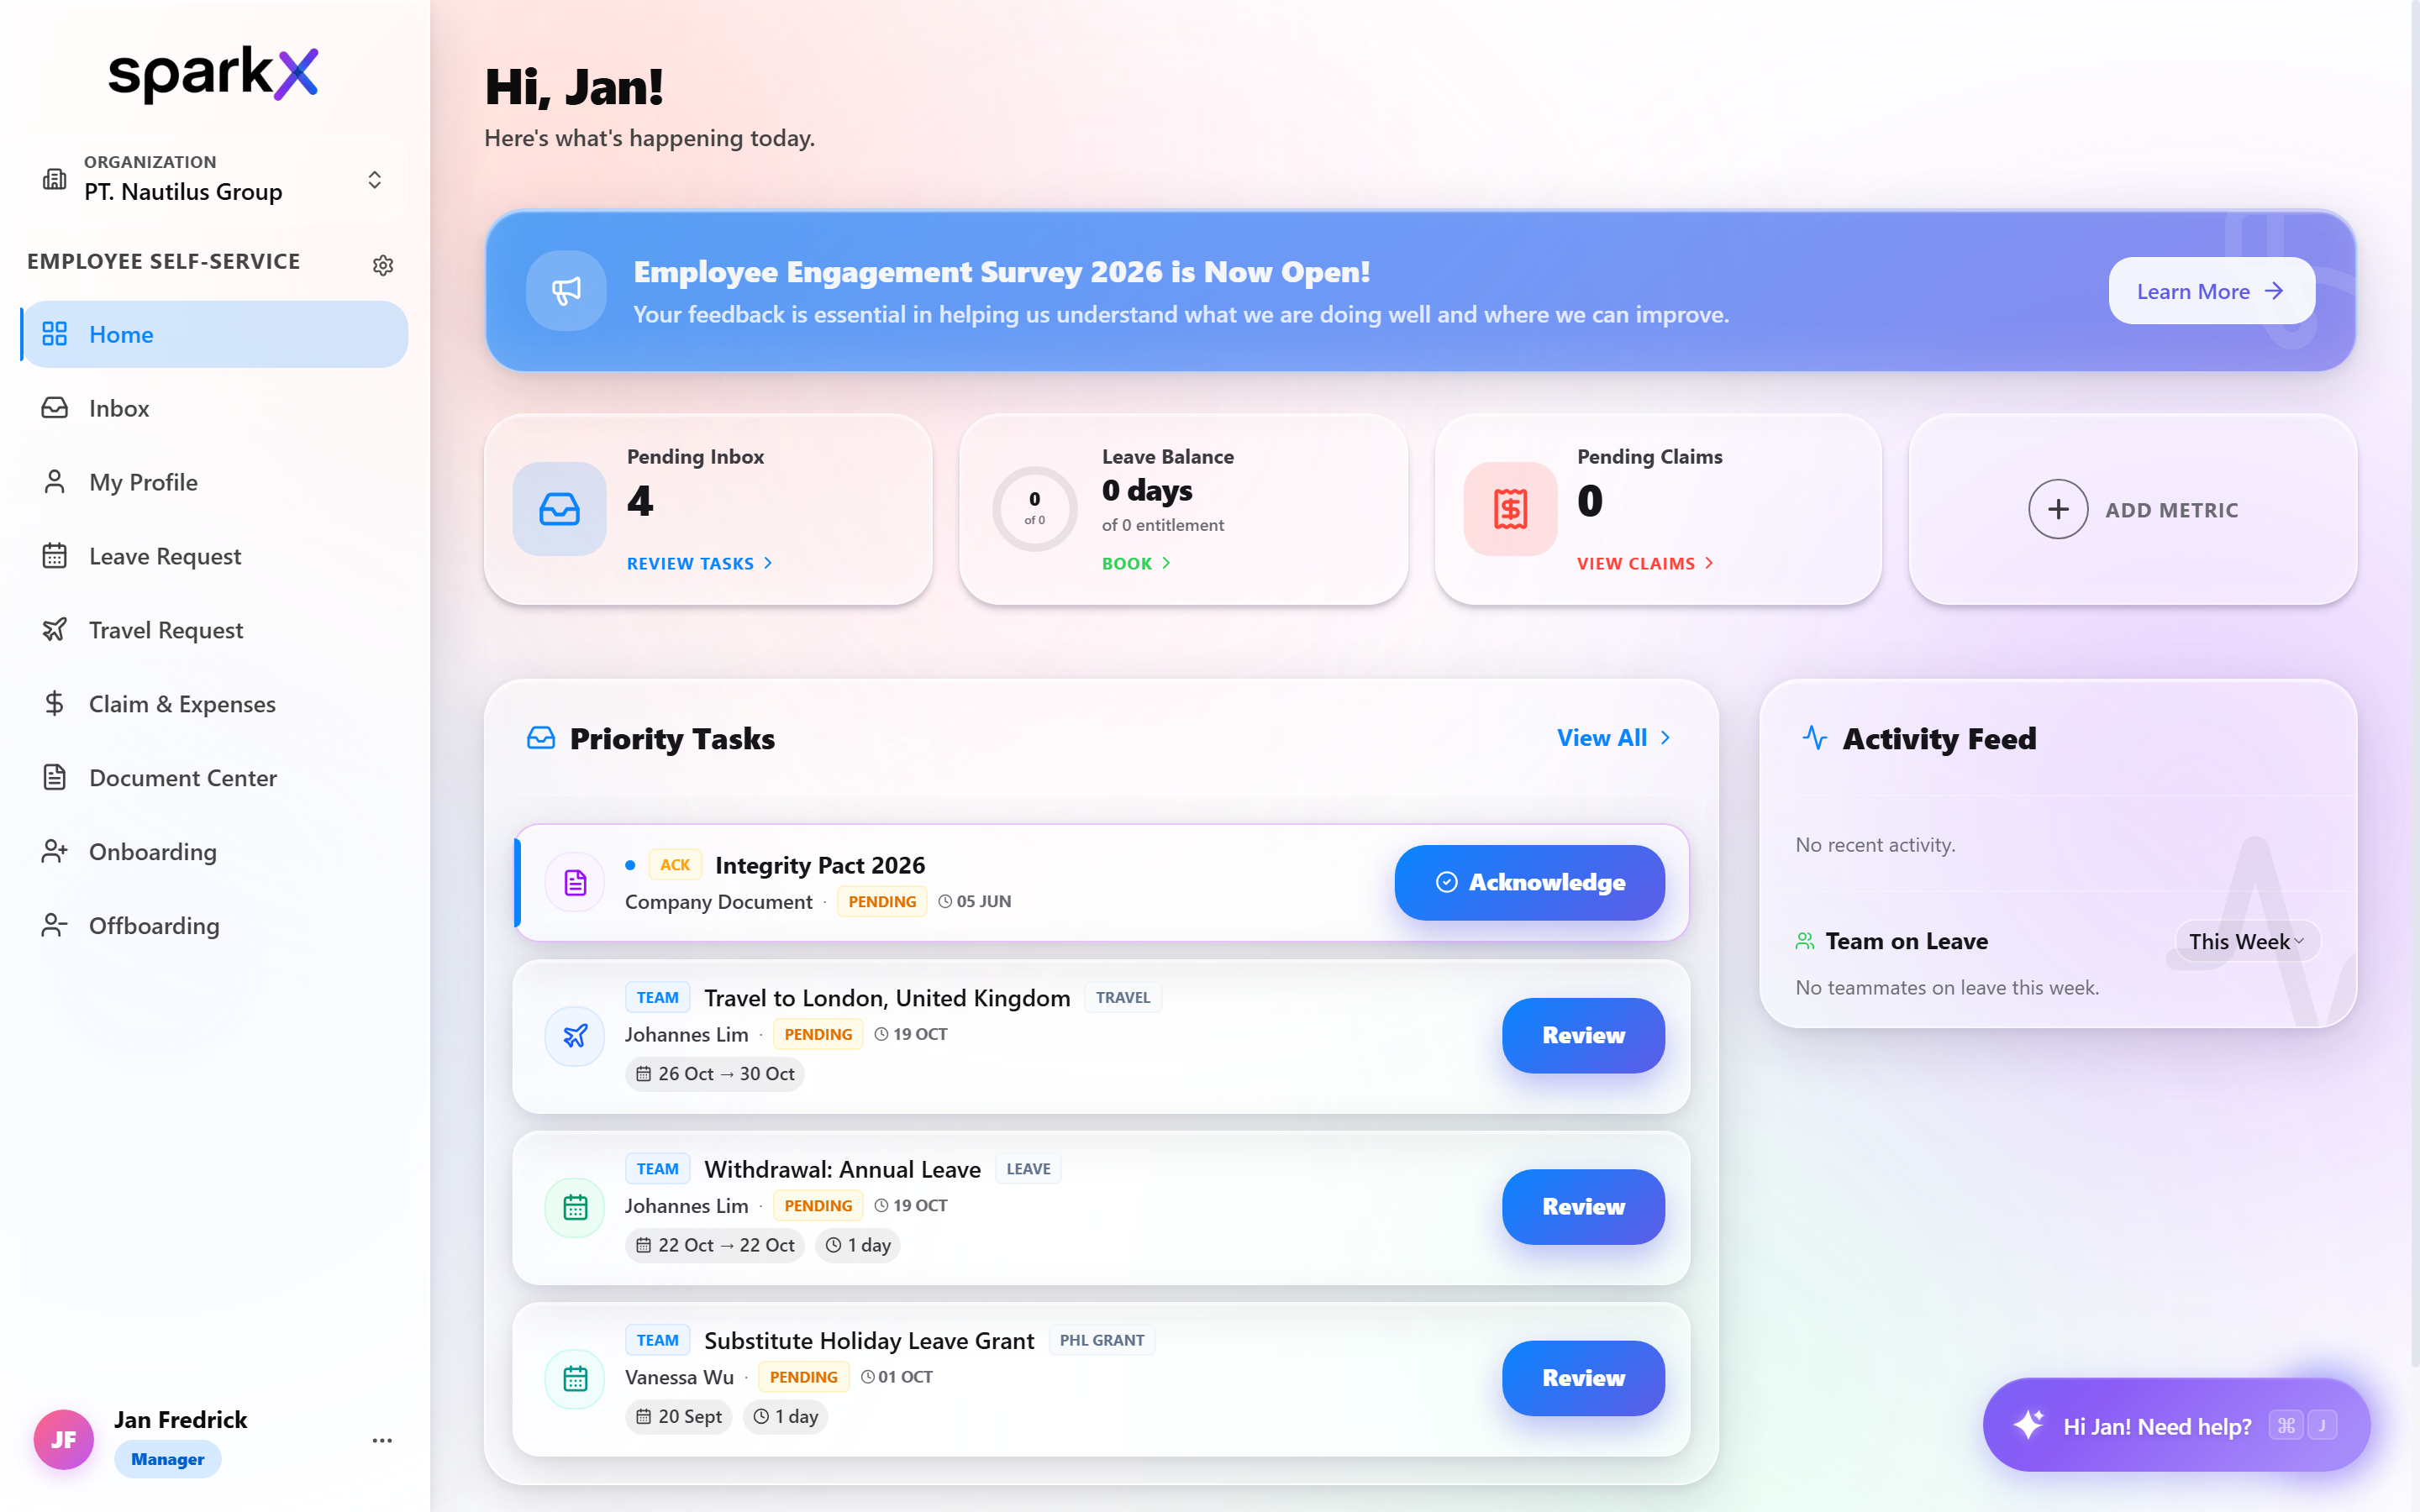 sparkX
ORGANIZATION
PT. Nautilus Group
EMPLOYEE SELF-SERVICE
Home
Inbox
My Profile
Leave Request
Travel Request
Claim & Expenses
Document Center
Onboarding
Offboarding
JF
Jan Fredrick
Manager
Hi, Jan!
Here's what's happening today.
Employee Engagement Survey 2026 is Now Open!
Your feedback is essential in helping us understand what we are doing well and where we can improve.
Learn More
Pending Inbox
4
REVIEW TASKS
0
of 0
Leave Balance
0 days
of 0 entitlement
BOOK
Pending Claims
0
VIEW CLAIMS
ADD METRIC
Priority Tasks
View All
ACK Integrity Pact 2026
Company Document · PENDING 05 JUN
Acknowledge
TEAM Travel to London, United Kingdom TRAVEL
Johannes Lim · PENDING 19 OCT
26 Oct → 30 Oct
Review
TEAM Withdrawal: Annual Leave LEAVE
Johannes Lim · PENDING 19 OCT
22 Oct → 22 Oct 1 day
Review
TEAM Substitute Holiday Leave Grant PHL GRANT
Vanessa Wu · PENDING 01 OCT
20 Sept 1 day
Review
Activity Feed
No recent activity.
Team on Leave
This Week
No teammates on leave this week.
Hi Jan! Need help? ⌘ J